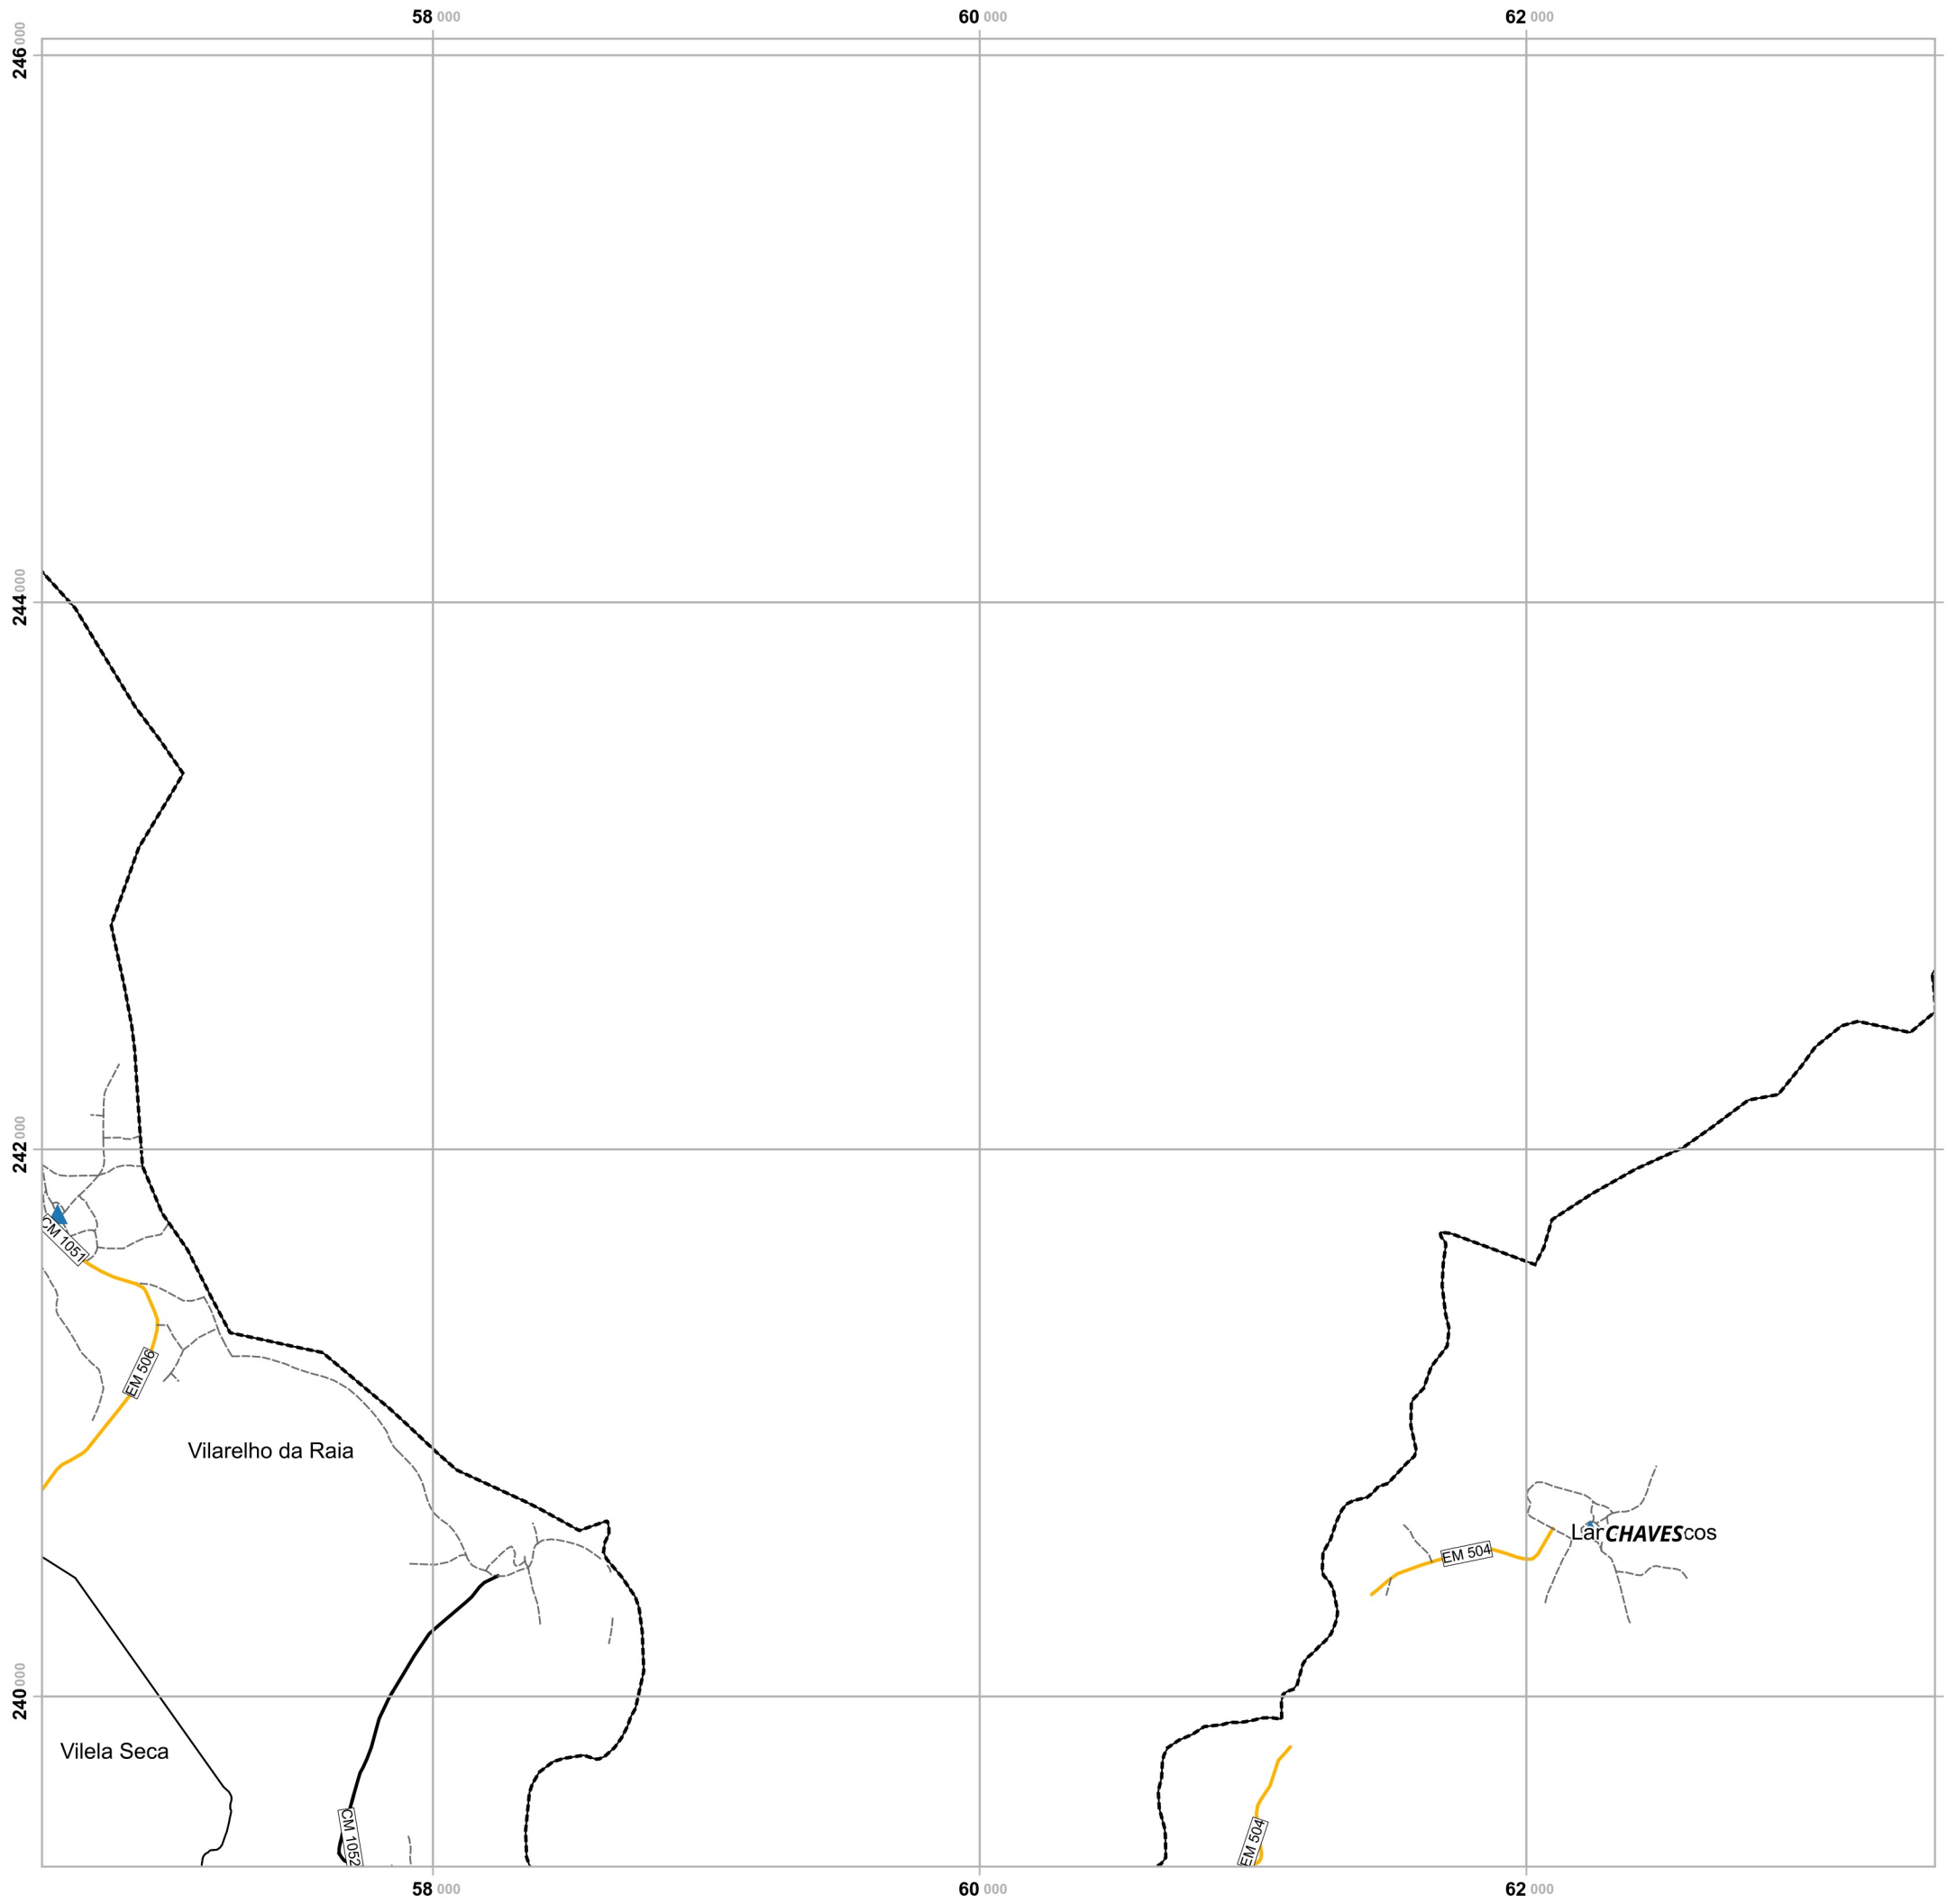 58 000
60 000
62 000
246 000
244 000
242 000
CM 1051
EM 506
Vilarelho da Raia
Lar CHAVES cos
EM 504
240 000
Vilela Seca
CM 1052
EM 504
58 000
60 000
62 000